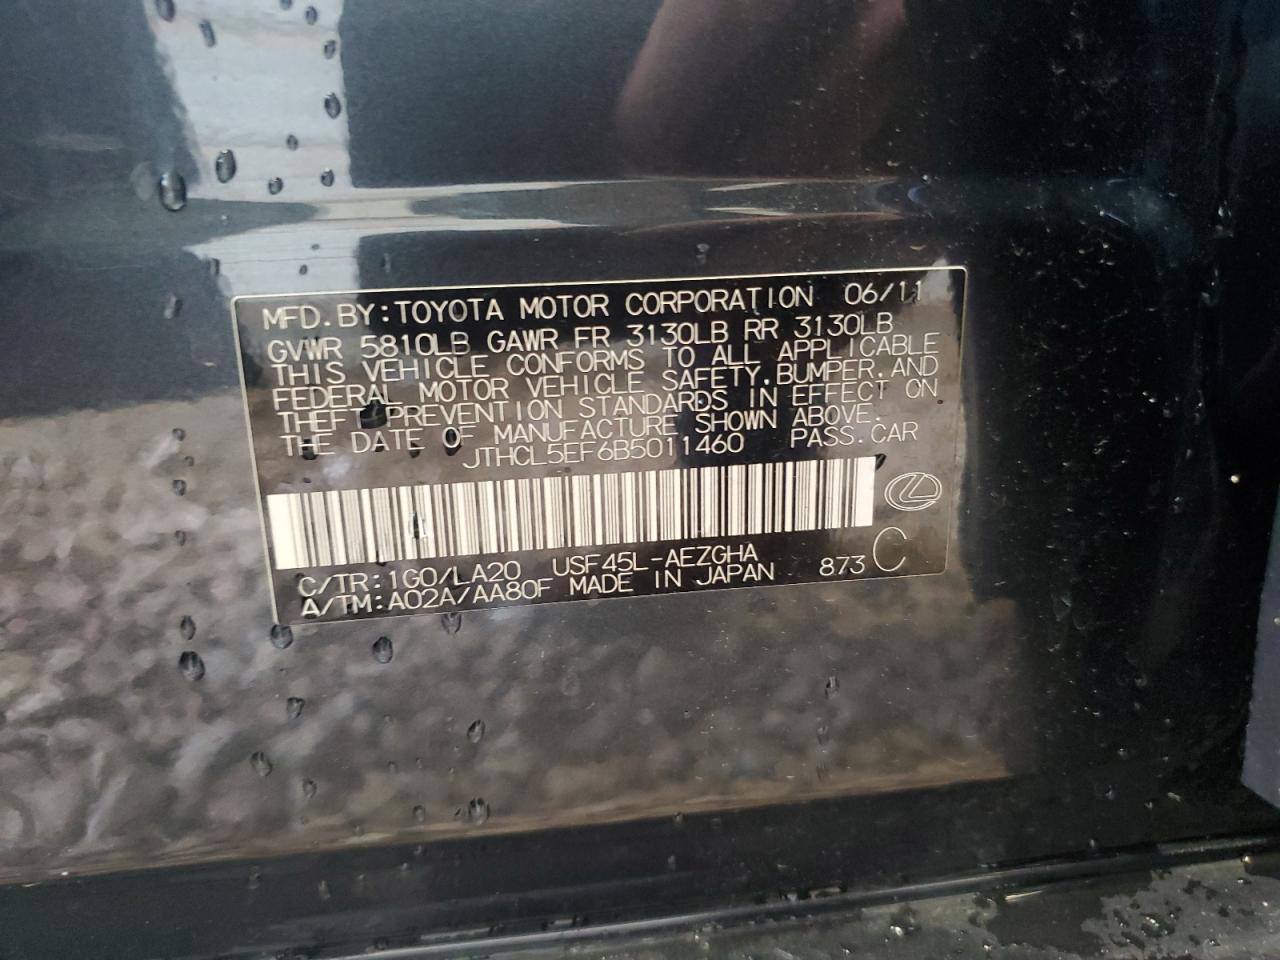 MFD.BY:TOYOTA MOTOR CORPORATION 06/11
GVWR 5810LB GAWR FR 3130LB RR 3130LB
THIS VEHICLE CONFORMS TO ALL APPLICABLE
FEDERAL MOTOR VEHICLE SAFETY,BUMPER,AND
THEFT PREVENTION STANDARDS IN EFFECT ON
THE DATE OF MANUFACTURE SHOWN ABOVE.
JTHCL5EF6B5011460 PASS.CAR
C/TR:1G0/LA20 USF45L-AEZGHA
A/TM:A02A/AA80F MADE IN JAPAN 873 C